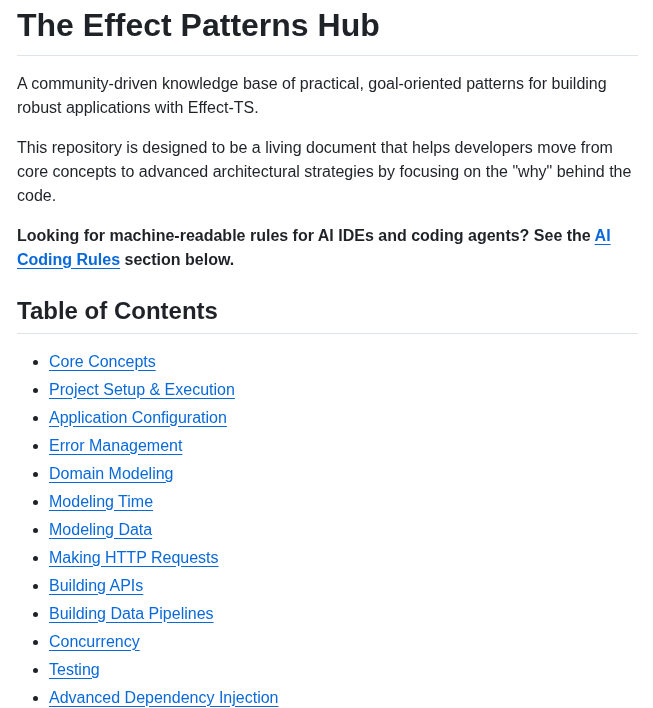 The Effect Patterns Hub
A community-driven knowledge base of practical, goal-oriented patterns for building
robust applications with Effect-TS.
This repository is designed to be a living document that helps developers move from
core concepts to advanced architectural strategies by focusing on the "why" behind the
code.
Looking for machine-readable rules for AI IDEs and coding agents? See the AI
Coding Rules section below.
Table of Contents
Core Concepts
Project Setup & Execution
Application Configuration
Error Management
Domain Modeling
Modeling Time
Modeling Data
Making HTTP Requests
Building APIs
Building Data Pipelines
Concurrency
Testing
Advanced Dependency Injection